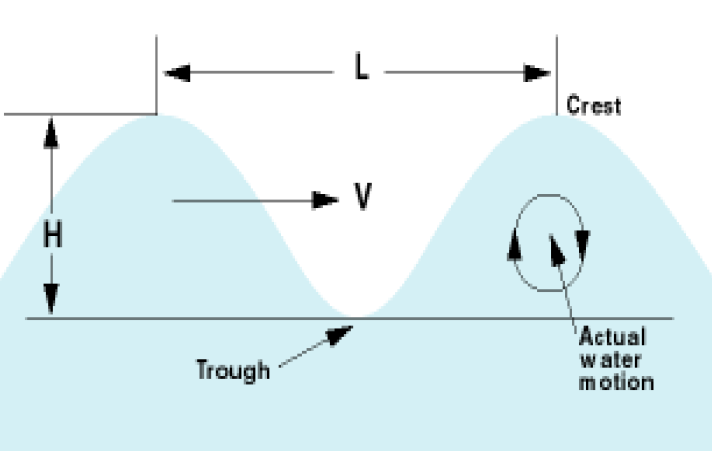 L
Crest
V
H
Trough
Actual
water
motion